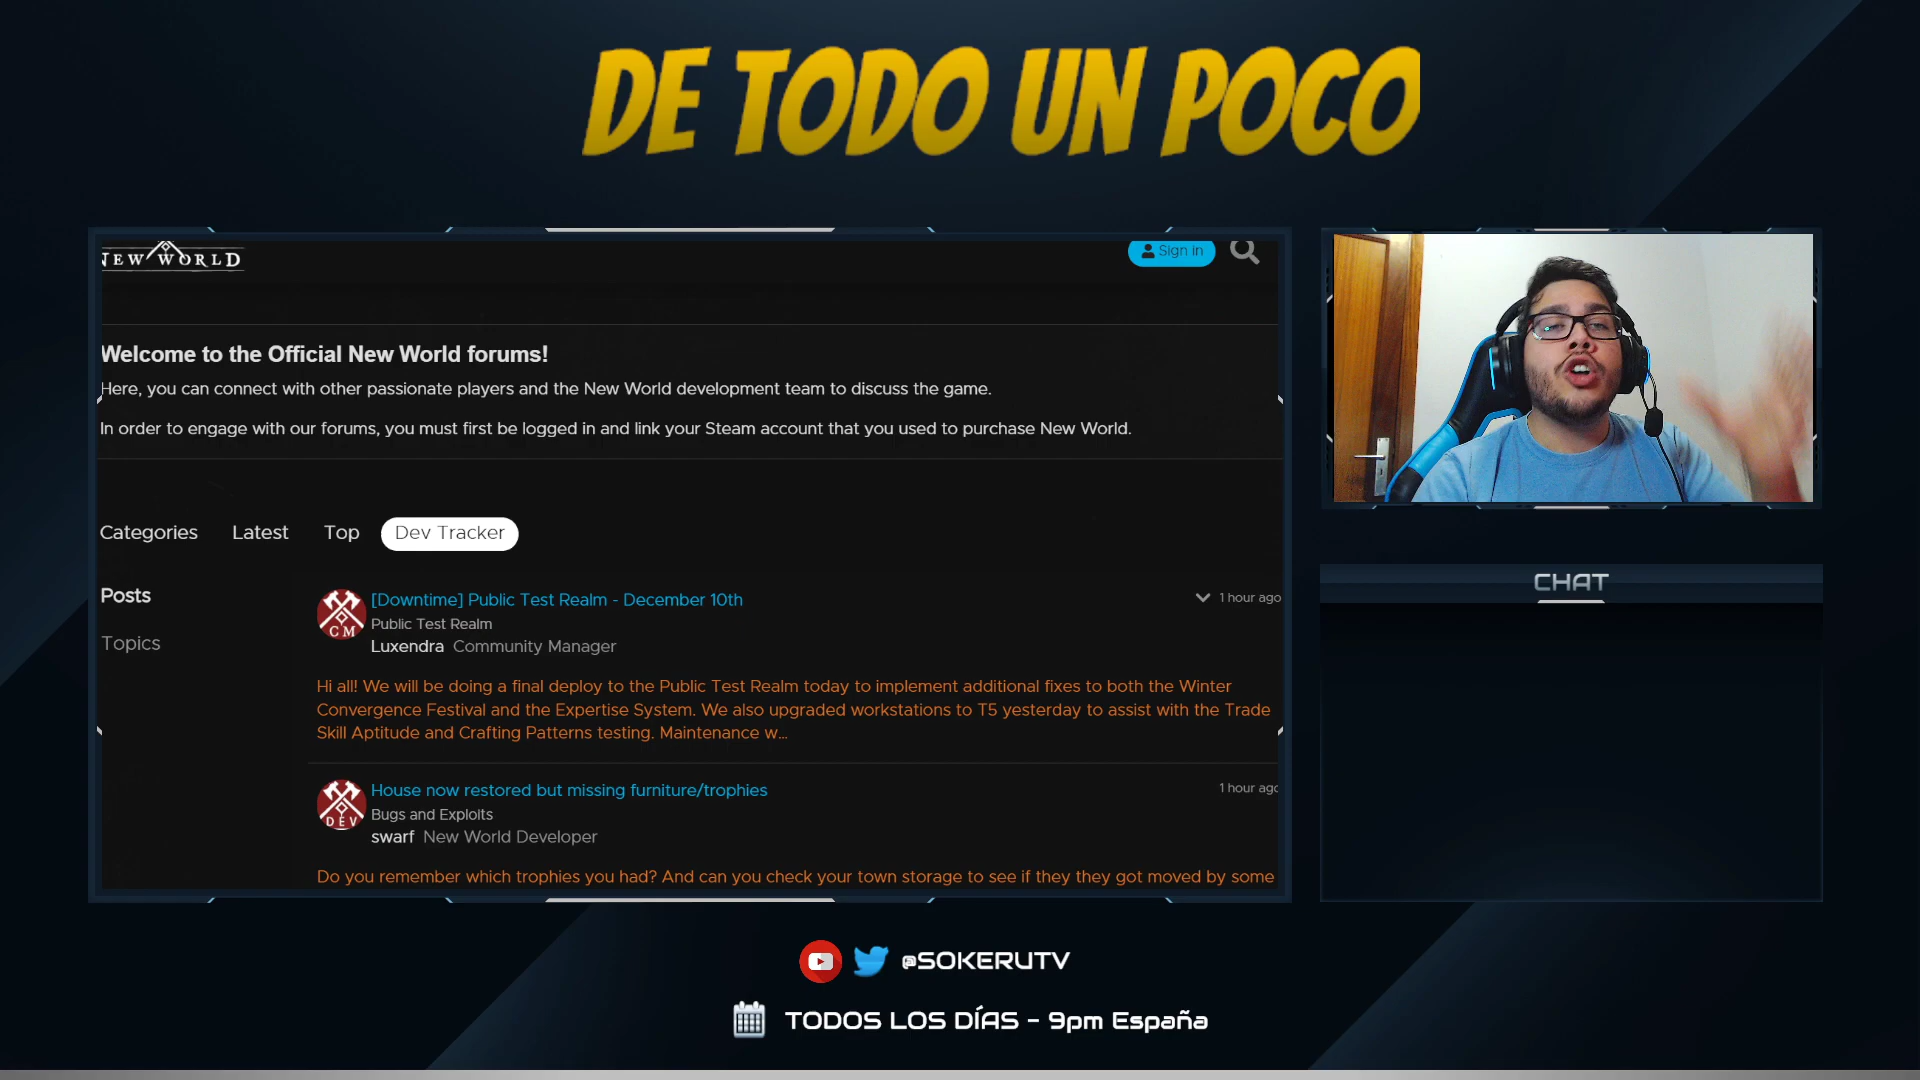 DE TODO UN POCO
NEW WORLD
Sign in
Welcome to the Official New World forums!
Here, you can connect with other passionate players and the New World development team to discuss the game.
In order to engage with our forums, you must first be logged in and link your Steam account that you used to purchase New World.
Categories Latest Top Dev Tracker
Posts
Topics
CM
[Downtime] Public Test Realm - December 10th
1 hour ago
Public Test Realm
Luxendra Community Manager
Hi all! We will be doing a final deploy to the Public Test Realm today to implement additional fixes to both the Winter
Convergence Festival and the Expertise System. We also upgraded workstations to T5 yesterday to assist with the Trade
Skill Aptitude and Crafting Patterns testing. Maintenance w...
DEV
House now restored but missing furniture/trophies
1 hour ago
Bugs and Exploits
swarf New World Developer
Do you remember which trophies you had? And can you check your town storage to see if they they got moved by some
CHAT
@SOKERUTV
TODOS LOS DÍAS - 9pm España